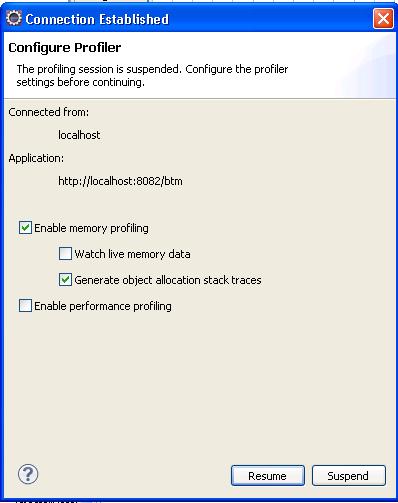 Connection Established
Configure Profiler
The profiling session is suspended. Configure the profiler
settings before continuing.
Connected from:
localhost
Application:
http://localhost:8082/btm
Enable memory profiling
Watch live memory data
Generate object allocation stack traces
Enable performance profiling
?
Resume
Suspend